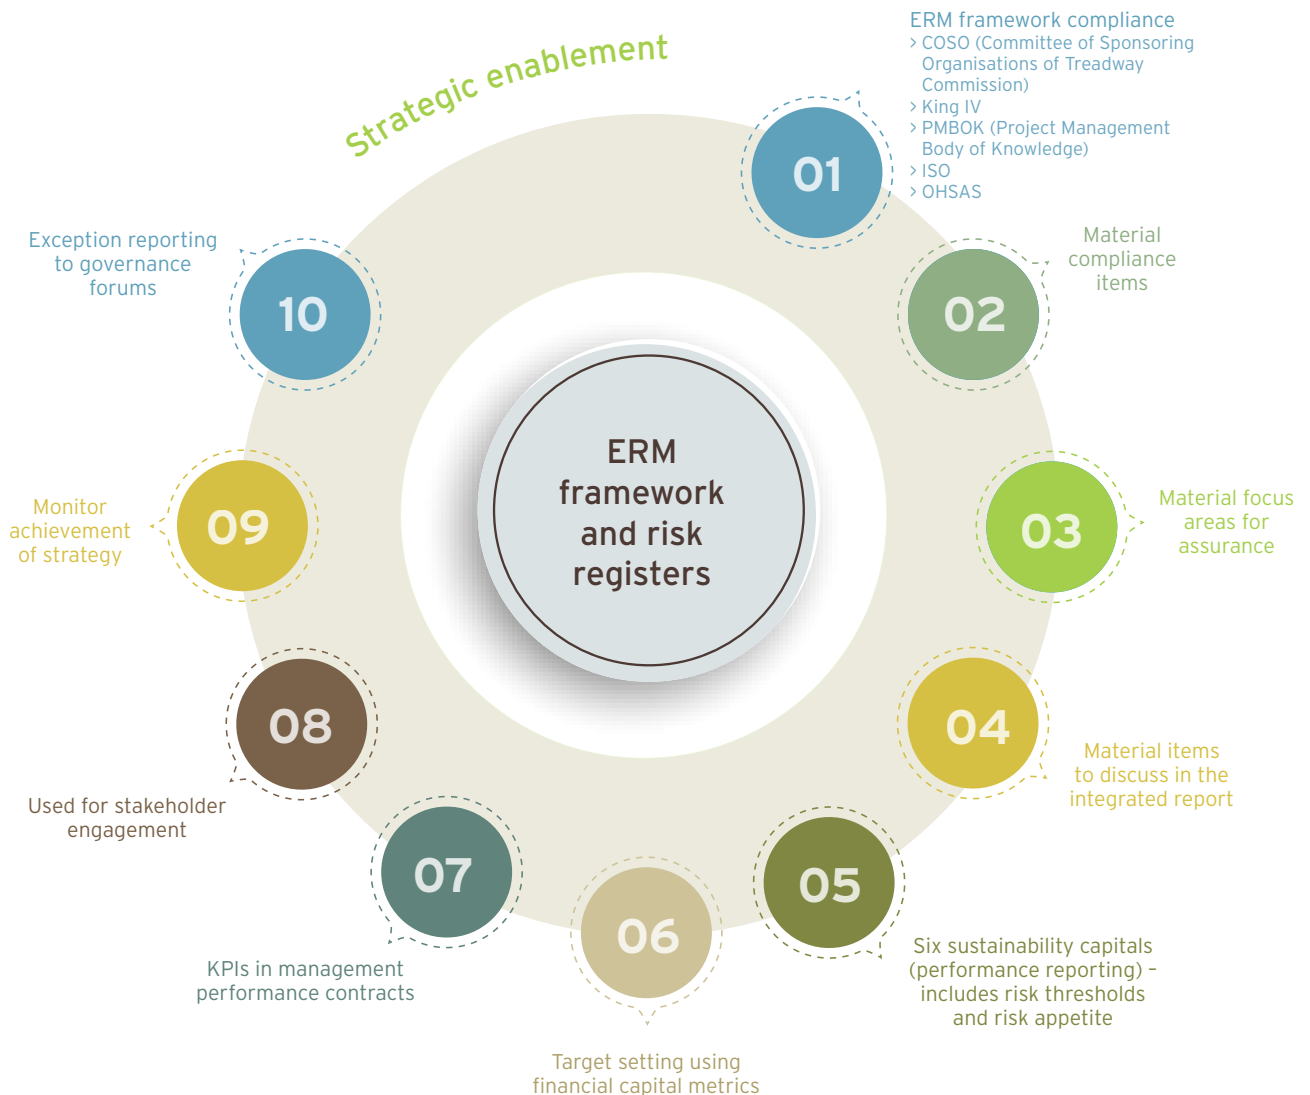 Strategic enablement
ERM framework compliance
> COSO (Committee of Sponsoring
Organisations of Treadway
Commission)
> King IV
> PMBOK (Project Management
Body of Knowledge)
> ISO
> OHSAS
01
Material
compliance
items
02
Material focus
areas for
assurance
03
Material items
to discuss in the
integrated report
04
Six sustainability capitals
(performance reporting) –
includes risk thresholds
and risk appetite
05
Target setting using
financial capital metrics
06
KPIs in management
performance contracts
07
Used for stakeholder
engagement
08
Monitor
achievement
of strategy
09
Exception reporting
to governance
forums
10
ERM
framework
and risk
registers